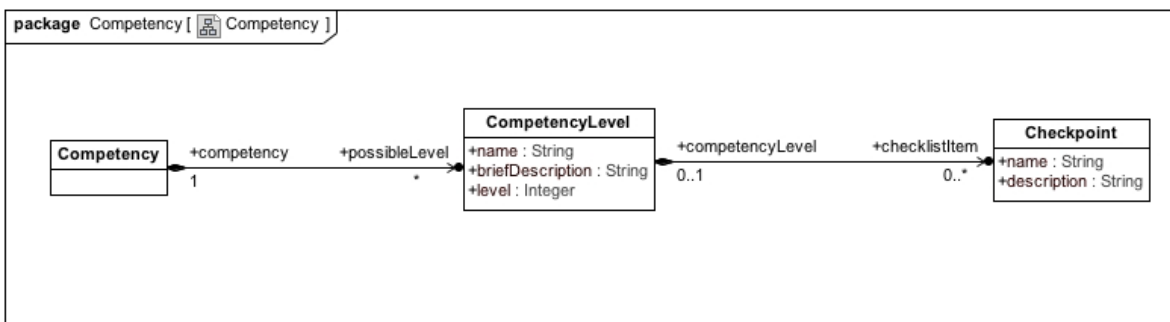 package Competency [ Competency ]
Competency
+competency
1
+possibleLevel
*
CompetencyLevel
+name : String
+briefDescription : String
+level : Integer
+competencyLevel
0..1
+checklistItem
0..*
Checkpoint
+name : String
+description : String